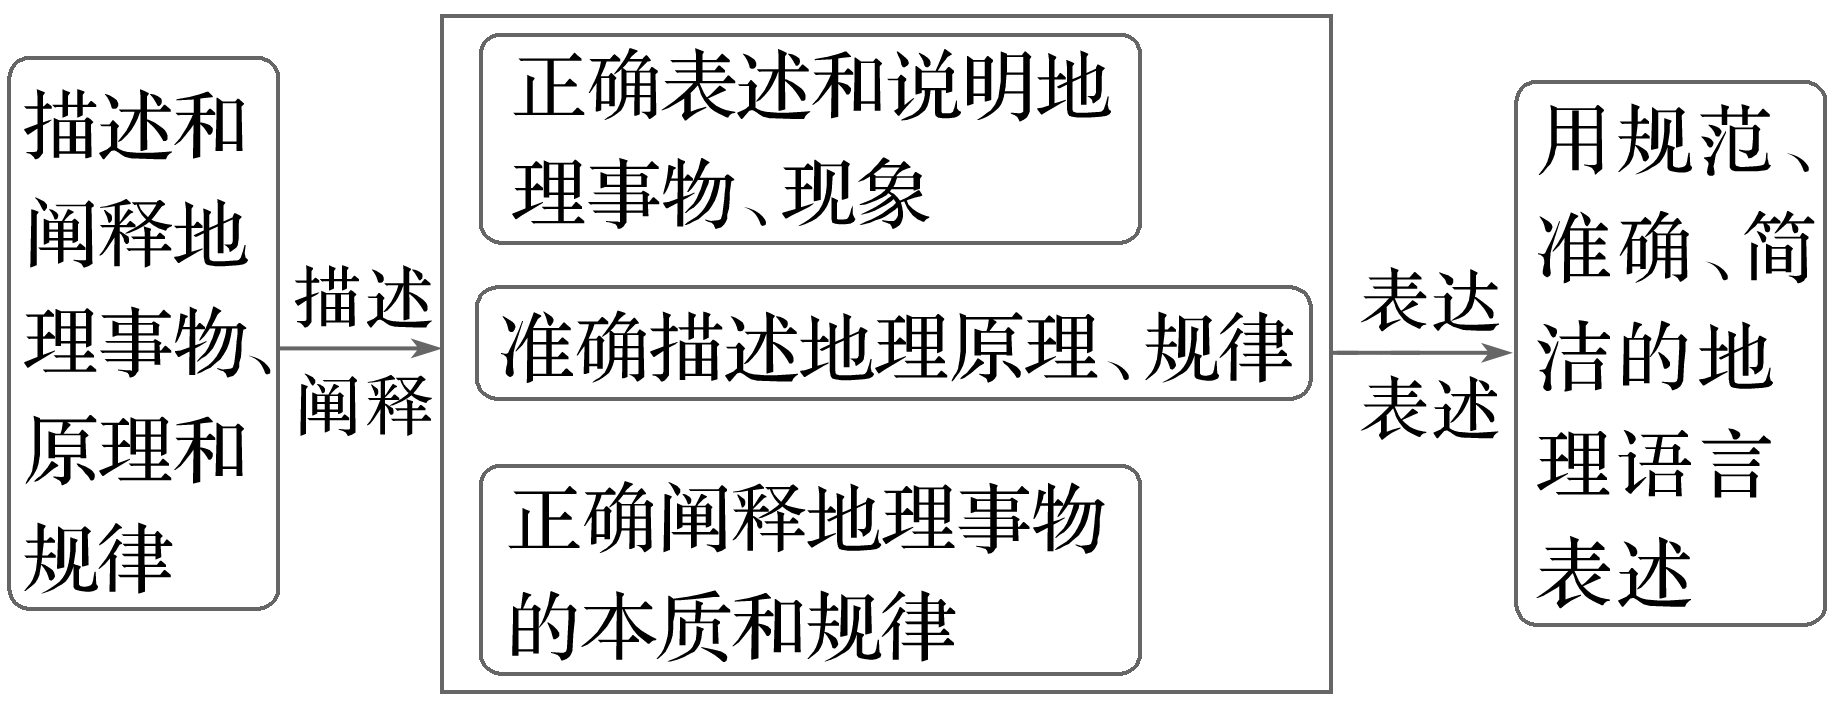 描述和
阐释地
理事物、
原理和
规律
描述
阐释
正确表述和说明地
理事物、现象
准确描述地理原理、规律
正确阐释地理事物
的本质和规律
表达
表述
用规范、
准确、简
洁的地
理语言
表述